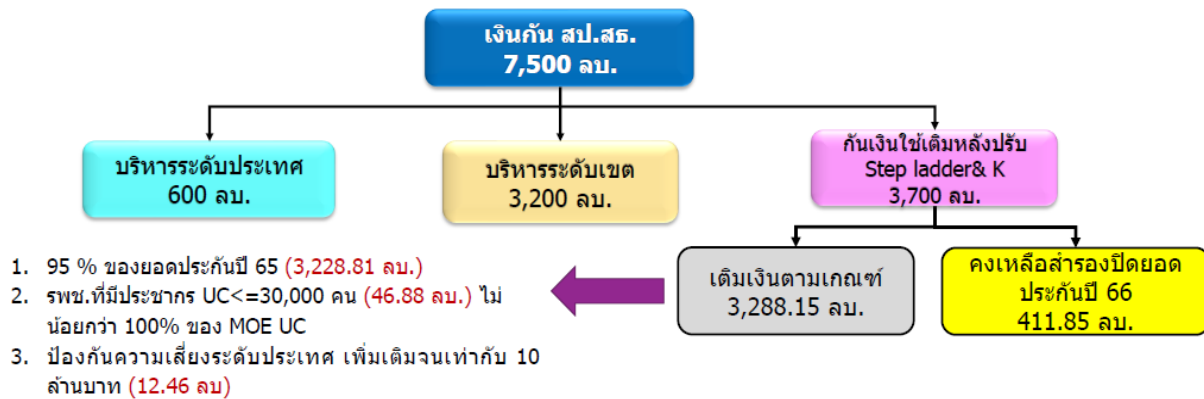 เงินกัน สป.สธ.
7,500 ลบ.
บริหารระดับประเทศ
600 ลบ.
บริหารระดับเขต
3,200 ลบ.
กันเงินใช้เติมหลังปรับ
Step ladder& K
3,700 ลบ.
เติมเงินตามเกณฑ์
3,288.15 ลบ.
คงเหลือสำรองปิดยอด
ประกันปี 66
411.85 ลบ.
1. 95 % ของยอดประกันปี 65 (3,228.81 ลบ.)
2. รพช.ที่มีประชากร UC<=30,000 คน (46.88 ลบ.) ไม่
น้อยกว่า 100% ของ MOE UC
3. ป้องกันความเสี่ยงระดับประเทศ เพิ่มเติมจนเท่ากับ 10
ล้านบาท (12.46 ลบ)